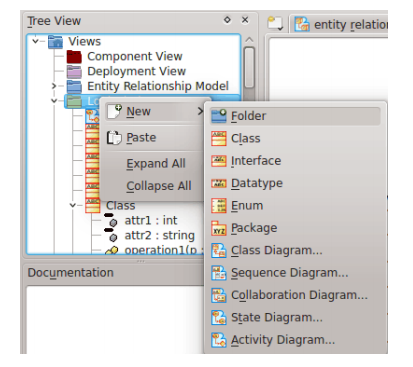 Tree View
entity relation
Views
Component View
Deployment View
Entity Relationship Model
New
Folder
Paste
Class
Interface
Expand All
Datatype
Collapse All
Enum
Class
Package
attr1 : int
Class Diagram...
attr2 : string
operation1(p :
Sequence Diagram...
Documentation
Collaboration Diagram...
State Diagram...
Activity Diagram...